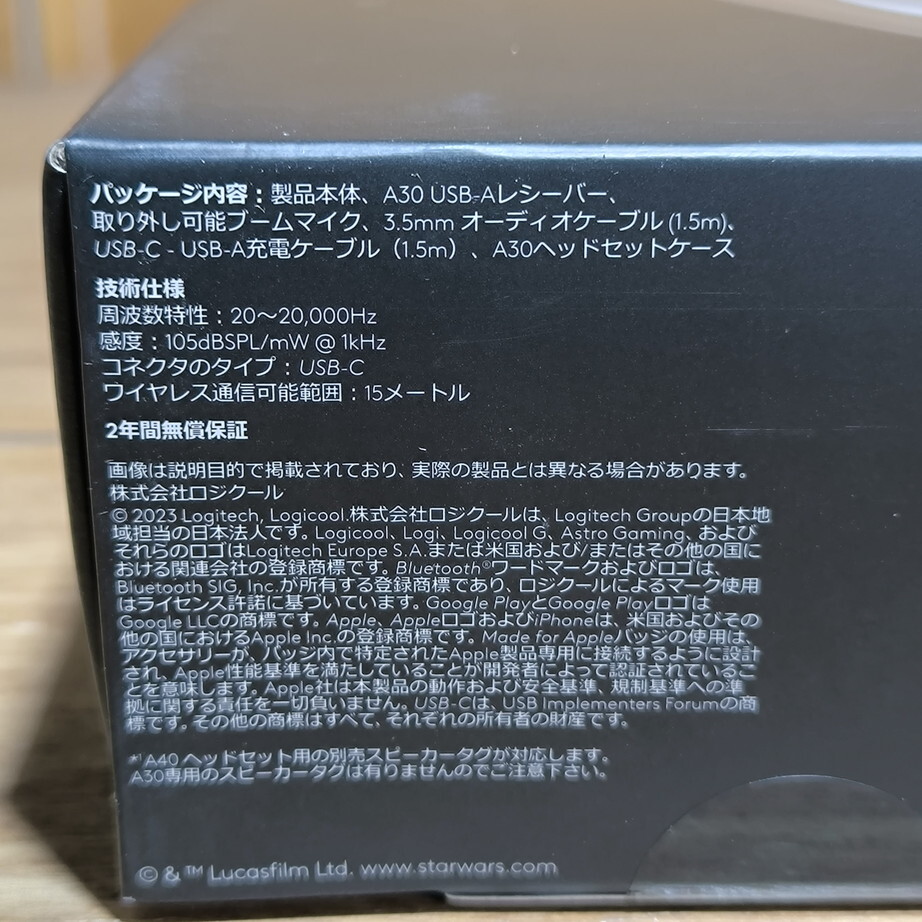 パッケージ内容：製品本体、A30 USB-Aレシーバー、
取り外し可能ブームマイク、3.5mm オーディオケーブル (1.5m)、
USB-C - USB-A充電ケーブル（1.5m）、A30ヘッドセットケース
技術仕様
周波数特性：20～20,000Hz
感度：105dBSPL/mW @ 1kHz
コネクタのタイプ：USB-C
ワイヤレス通信可能範囲：15メートル
2年間無償保証
画像は説明目的で掲載されており、実際の製品とは異なる場合があります。
株式会社ロジクール
© 2023 Logitech, Logicool.株式会社ロジクールは、Logitech Groupの日本地
域担当の日本法人です。Logicool、Logi、Logicool G、Astro Gaming、および
それらのロゴはLogitech Europe S.A.または米国および/またはその他の国に
おける関連会社の登録商標です。Bluetooth®ワードマークおよびロゴは、
Bluetooth SIG, Inc.が所有する登録商標であり、ロジクールによるマーク使用
はライセンス許諾に基づいています。Google PlayとGoogle Playロゴは
Google LLCの商標です。Apple、AppleロゴおよびiPhoneは、米国およびその
他の国におけるApple Inc.の登録商標です。Made for Appleバッジの使用は、
アクセサリーが、バッジ内で特定されたApple製品専用に接続するように設計
され、Apple性能基準を満たしていることが開発者によって認証されているこ
とを意味します。Apple社は本製品の動作および安全基準、規制基準への準
拠に関する責任を一切負いません。USB-Cは、USB Implementers Forumの商
標です。その他の商標はすべて、それぞれの所有者の財産です。
*¹ A40 ヘッドセット用の別売スピーカータグが対応します。
A30専用のスピーカータグは有りませんのでご注意下さい。
© & ™ Lucasfilm Ltd. www.starwars.com